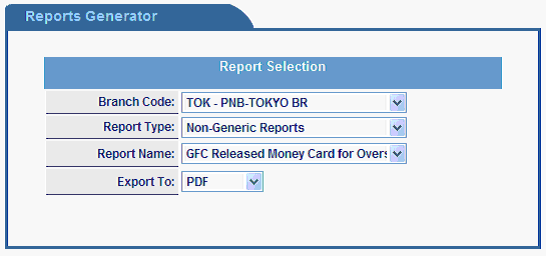 Reports Generator
Report Selection
Branch Code: TOK - PNB-TOKYO BR
Report Type: Non-Generic Reports
Report Name: GFC Released Money Card for Overs
Export To: PDF